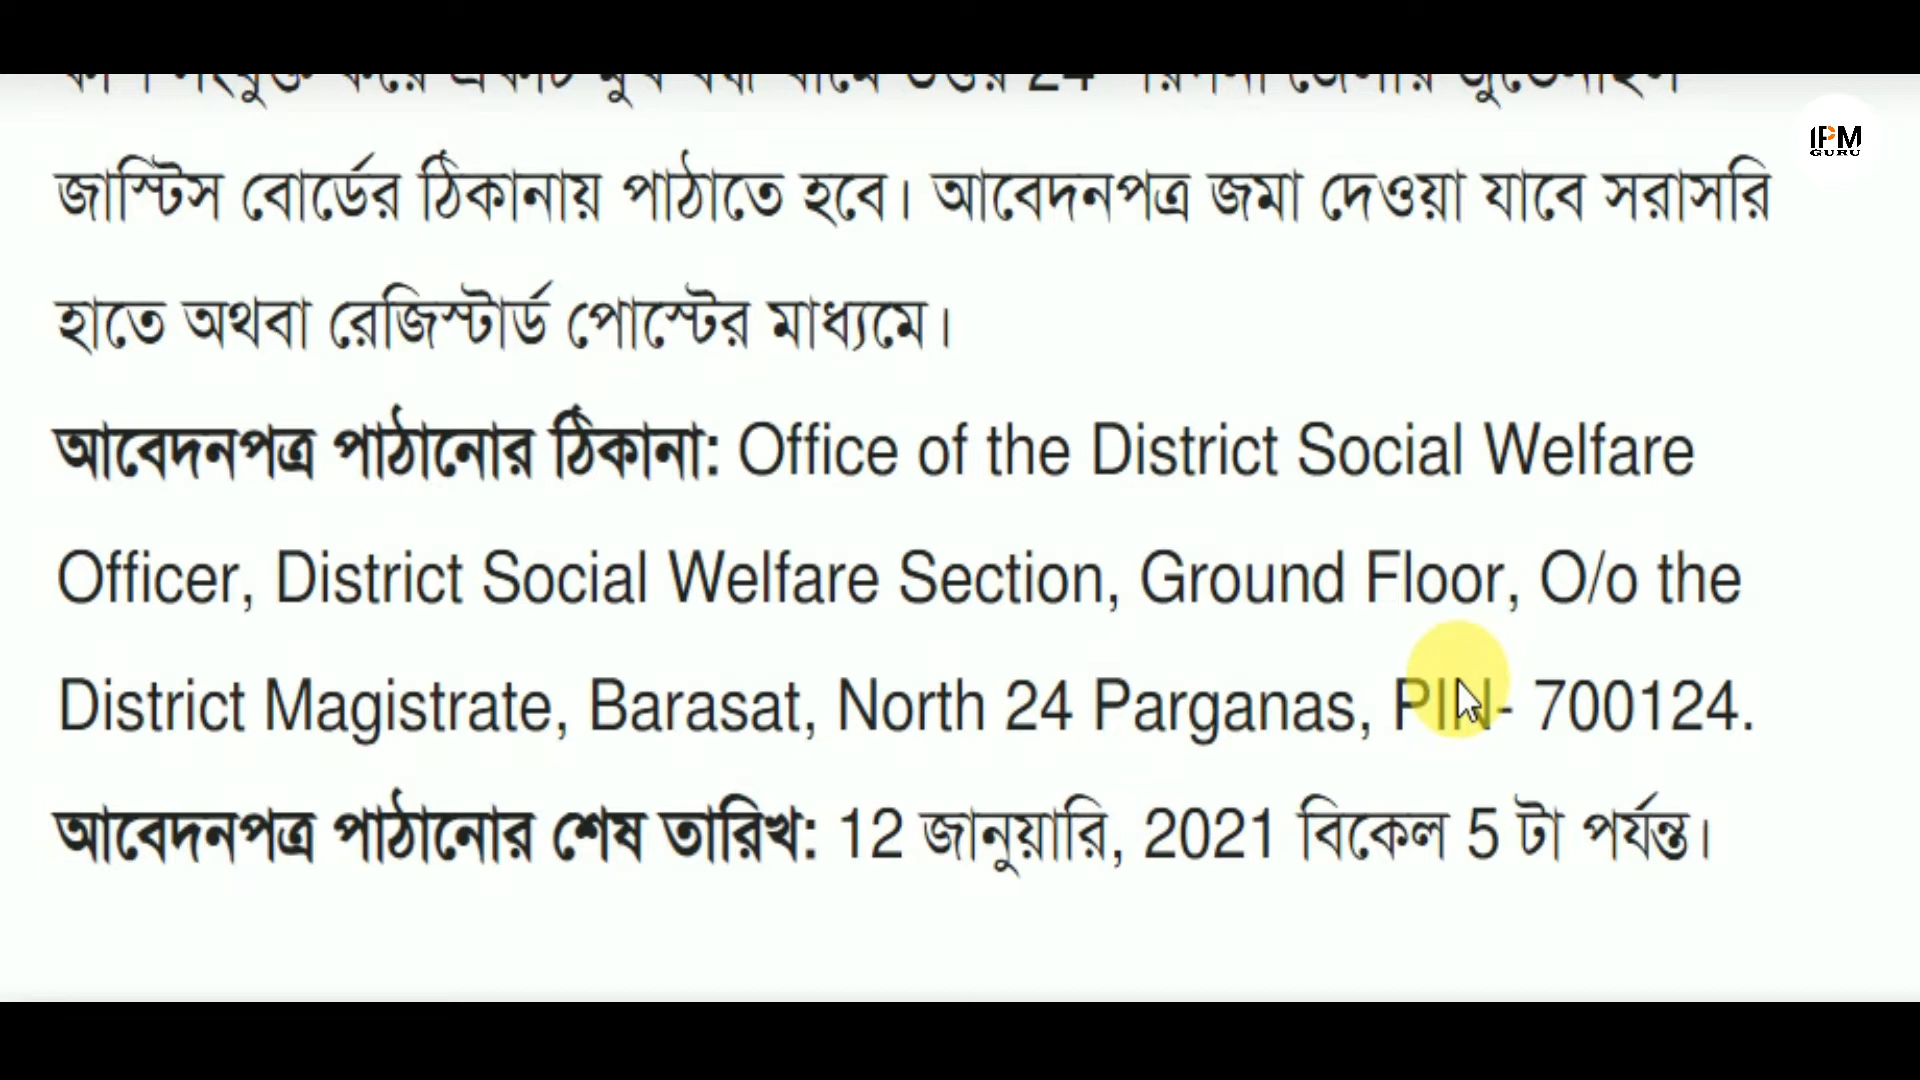 জাস্টিস বোর্ডের ঠিকানায় পাঠাতে হবে। আবেদনপত্র জমা দেওয়া যাবে সরাসরি
হাতে অথবা রেজিস্টার্ড পোস্টের মাধ্যমে।
আবেদনপত্র পাঠানোর ঠিকানা: Office of the District Social Welfare
Officer, District Social Welfare Section, Ground Floor, O/o the
District Magistrate, Barasat, North 24 Parganas, PIN- 700124.
আবেদনপত্র পাঠানোর শেষ তারিখ: 12 জানুয়ারি, 2021 বিকেল 5 টা পর্যন্ত।
IPM
GURU